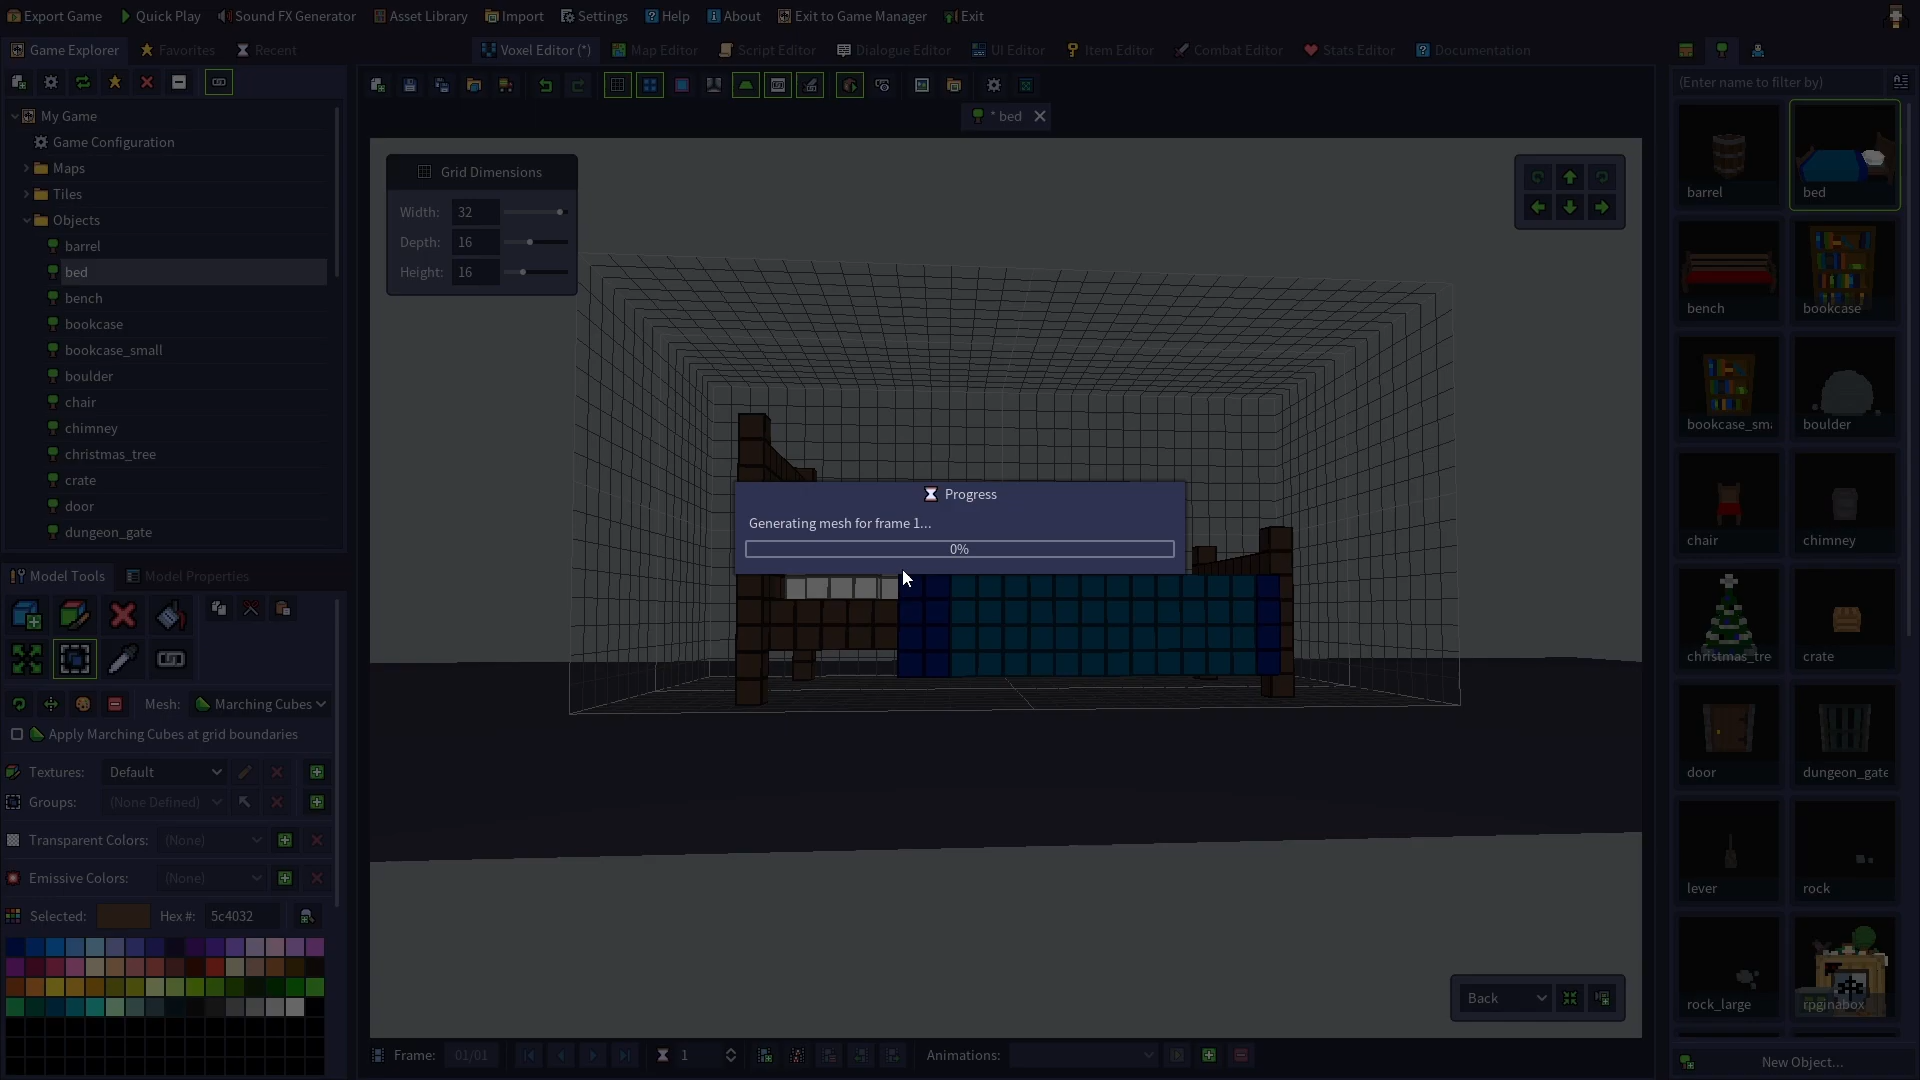 Export Game
Quick Play
Sound FX Generator
Asset Library
Import
Settings
Help
About
Exit to Game Manager
Exit
Game Explorer
Favorites
Recent
Voxel Editor (*)
Map Editor
Script Editor
Dialogue Editor
UI Editor
Item Editor
Combat Editor
Stats Editor
Documentation
* bed
My Game
Game Configuration
Maps
Tiles
Objects
barrel
bed
bench
bookcase
bookcase_small
boulder
chair
chimney
christmas_tree
crate
door
dungeon_gate
Grid Dimensions
Width: 32
Depth: 16
Height: 16
Progress
Generating mesh for frame 1...
0%
Model Tools
Model Properties
Mesh: Marching Cubes
Apply Marching Cubes at grid boundaries
Textures: Default
Groups: (None Defined)
Transparent Colors: (None)
Emissive Colors: (None)
Selected: Hex #: 5c4032
Back
Frame: 01/01
1
Animations:
(Enter name to filter by)
barrel
bed
bench
bookcase
bookcase_sma
boulder
chair
chimney
christmas_tre
crate
door
dungeon_gate
lever
rock
rock_large
rpginabox
New Object...